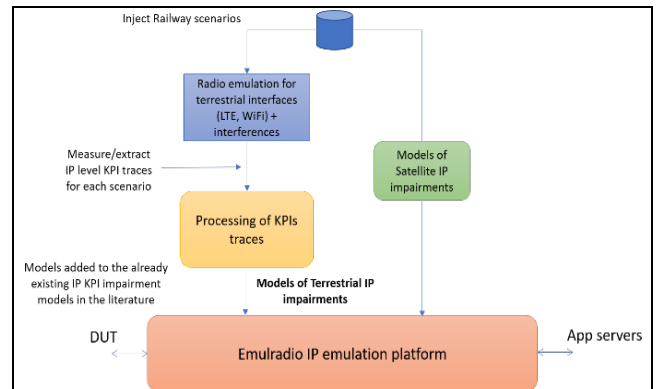 Inject Railway scenarios
Radio emulation for
terrestrial interfaces
(LTE, WiFi) +
interferences
Measure/extract
IP level KPI traces
for each scenario
Models of
Satellite IP
impairments
Processing of KPIs
traces
Models added to the already
existing IP KPI impairment
models in the literature
Models of Terrestrial IP
impairments
DUT
Emulradio IP emulation platform
App servers